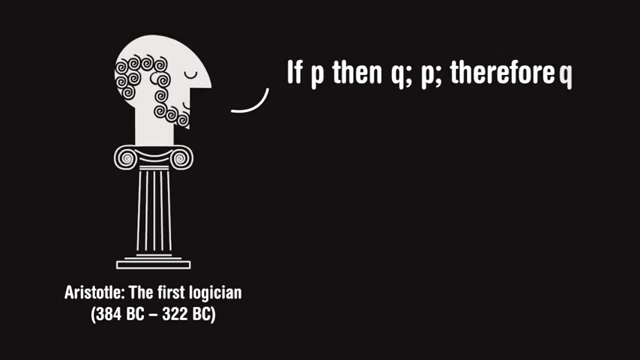 If p then q; p; therefore q
Aristotle: The first logician
(384 BC – 322 BC)